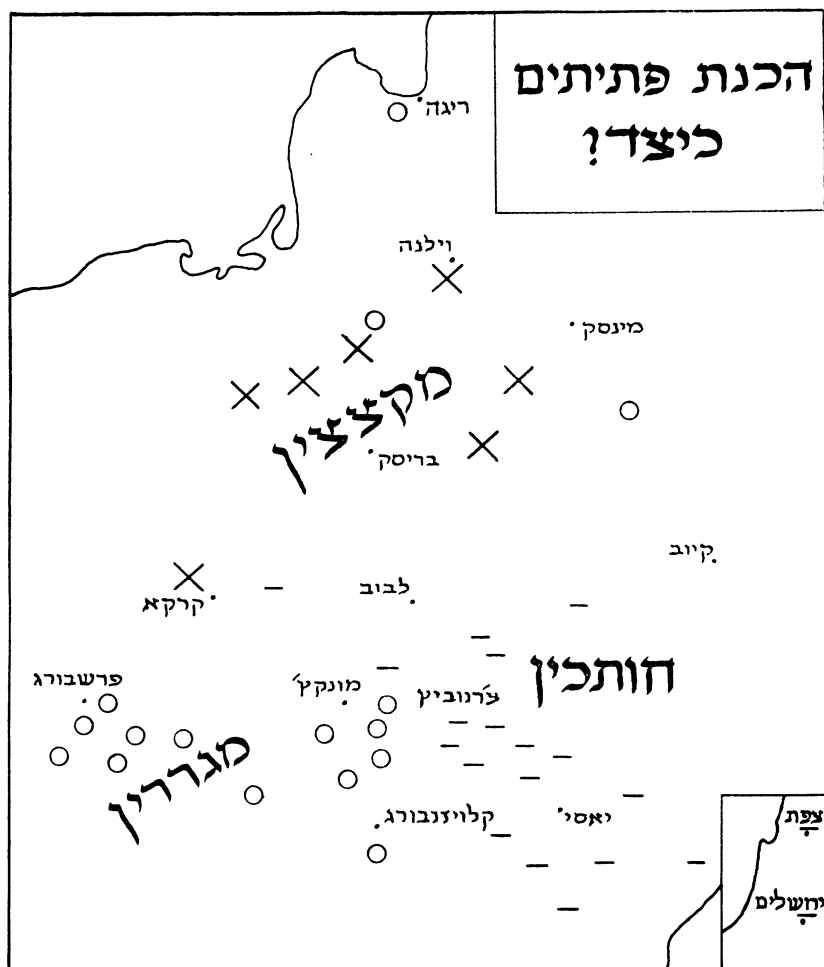 הכנת פתיתים
כיצד?
ריגה
וילנה
מינסק
מקצצין
בריסק
קיוב
לבוב
קרקא
חותכין
פרשבורג
מונקץ'
צ'רנוביץ
מגררין
קלויזנבורג
יאסי
צפת
ירושלים